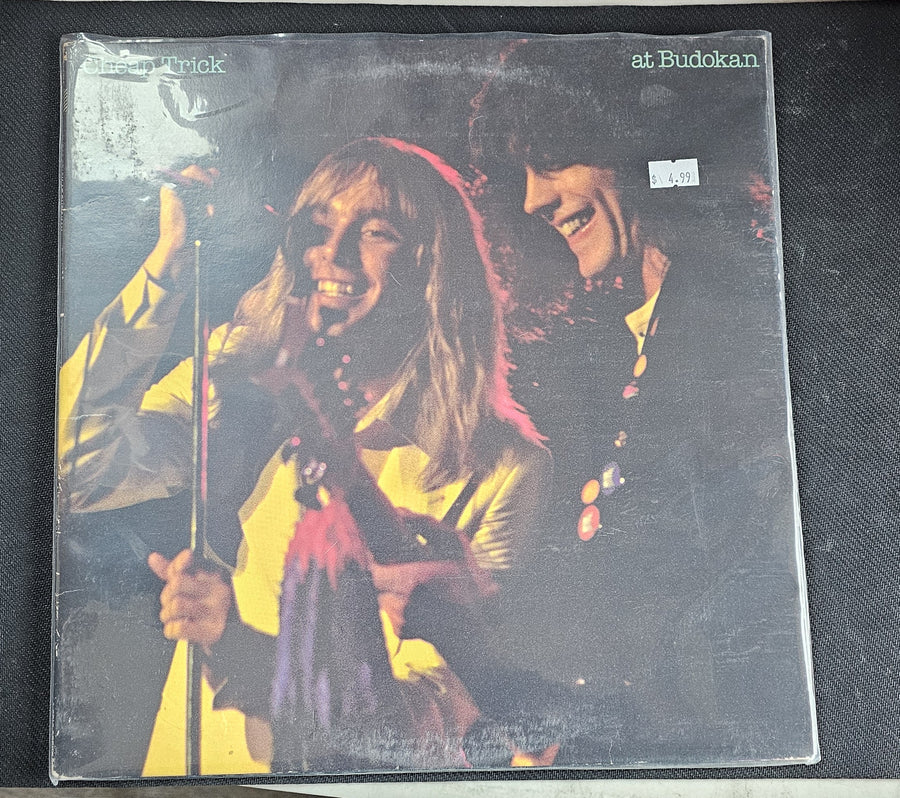 Cheap Trick
at Budokan
$ 4.99